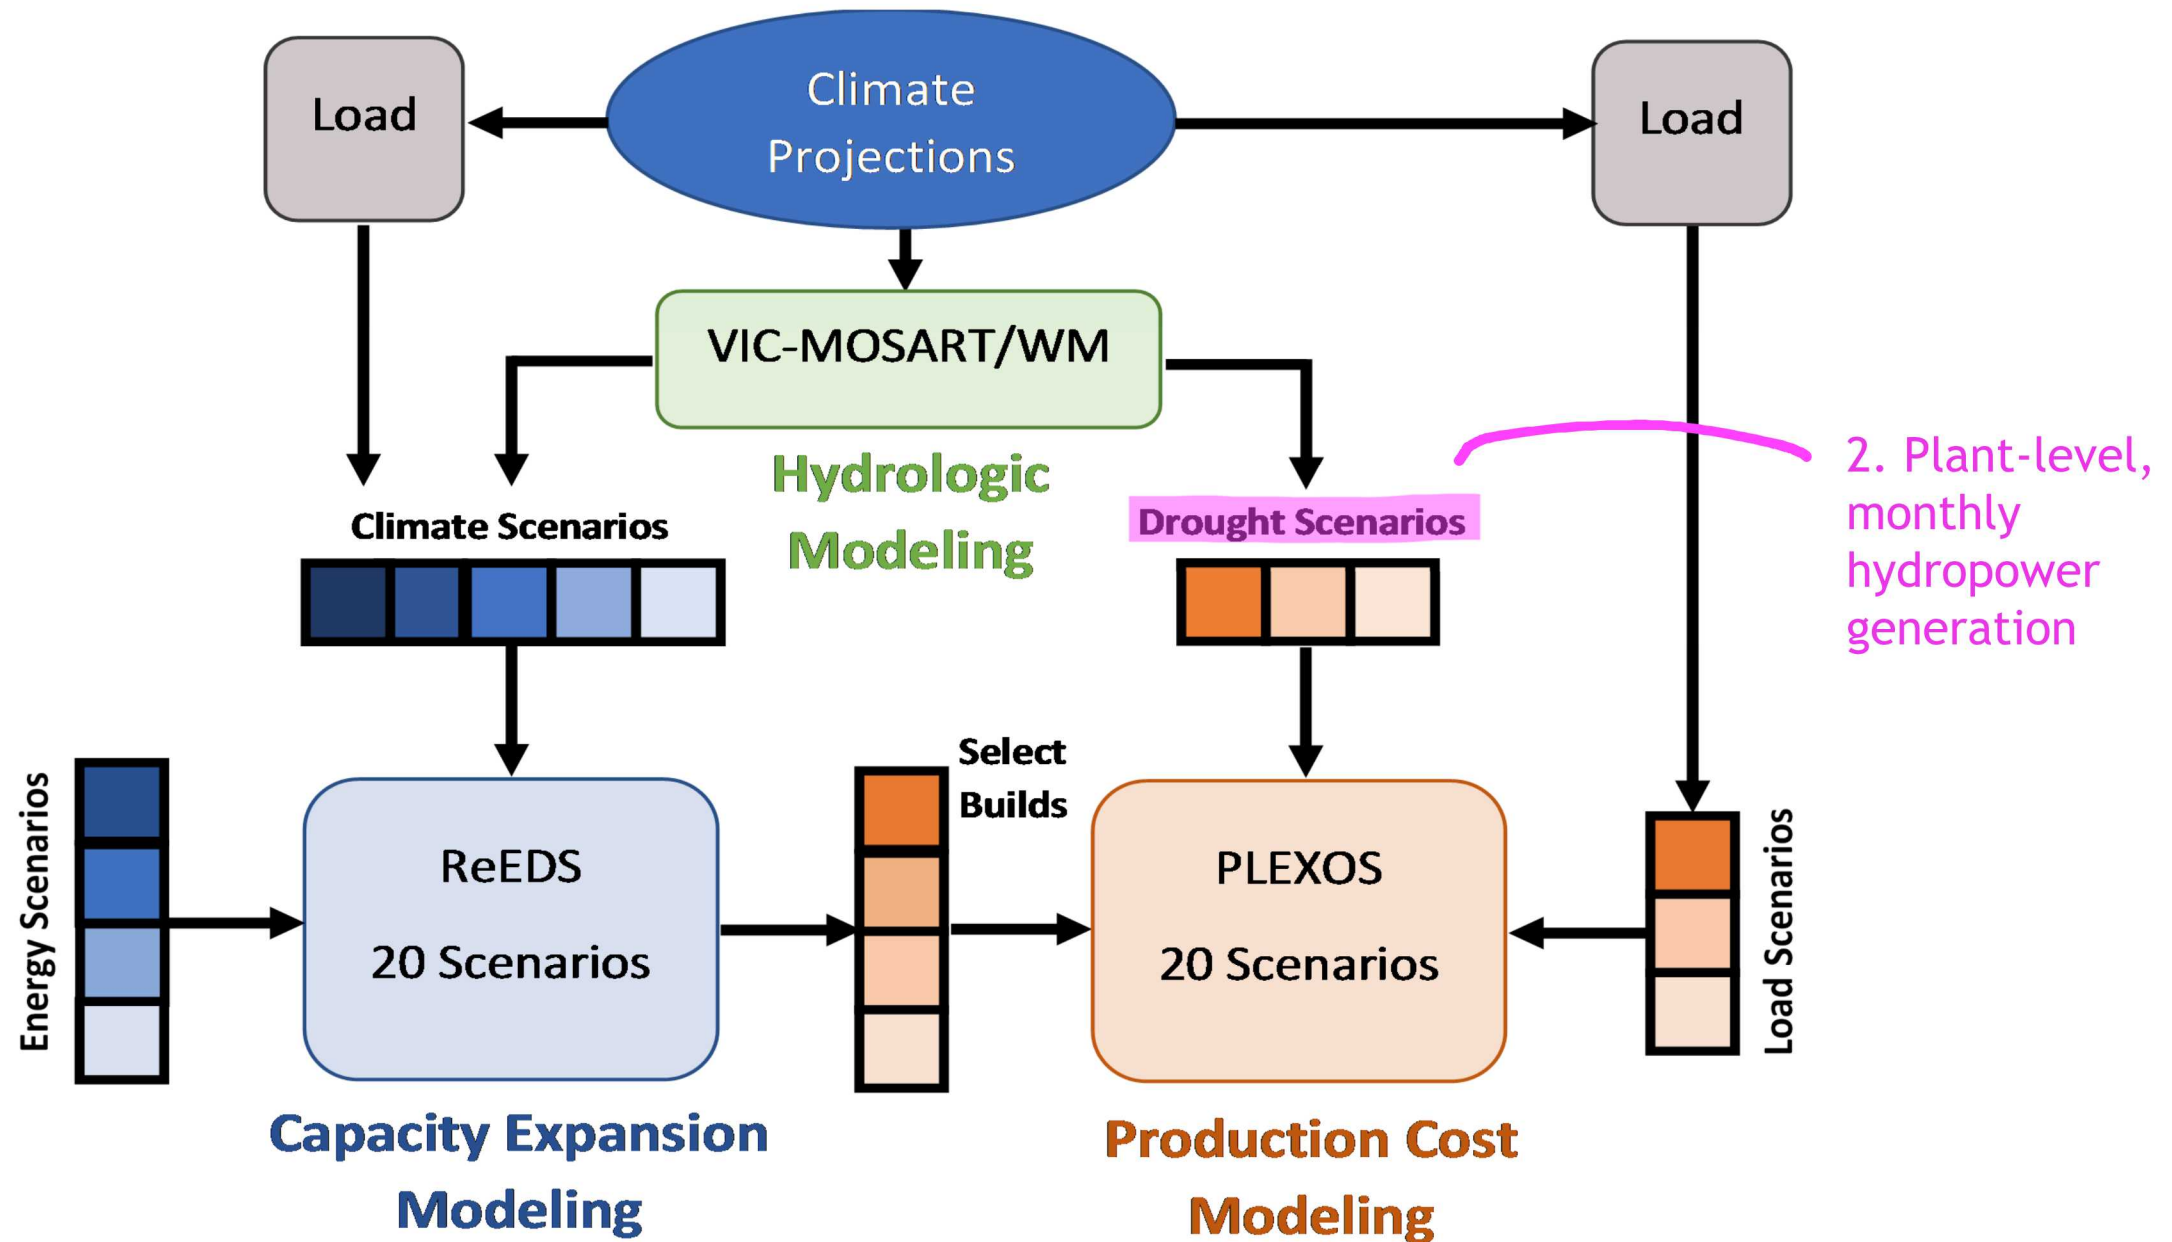 Load
Climate
Projections
Load
VIC-MOSART/WM
Hydrologic
Modeling
2. Plant-level,
monthly
hydropower
generation
Climate Scenarios
Drought Scenarios
Energy Scenarios
ReEDS
20 Scenarios
Select
Builds
PLEXOS
20 Scenarios
Load Scenarios
Capacity Expansion
Modeling
Production Cost
Modeling